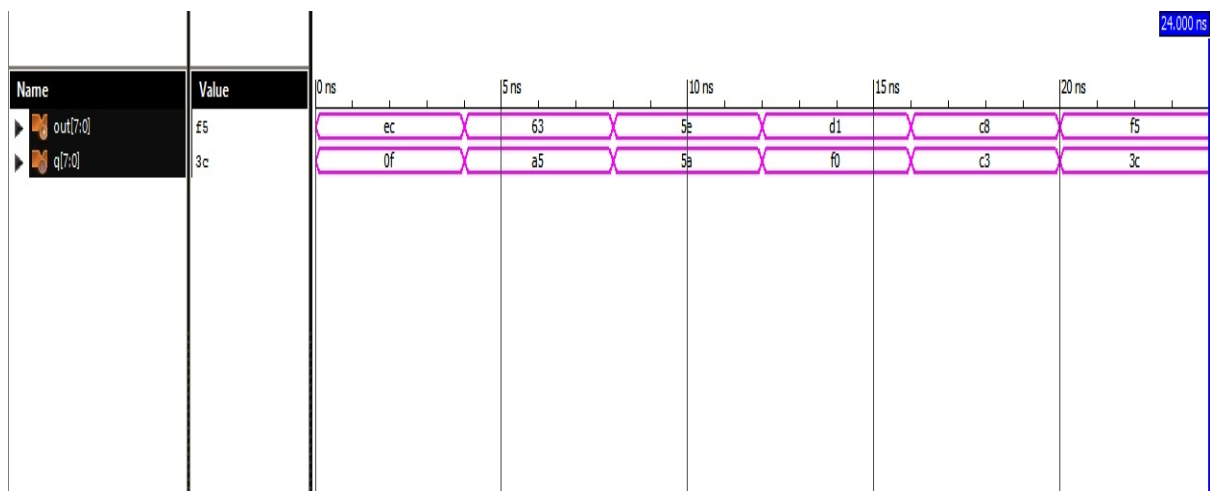 24.000 ns
Name Value 0 ns 5 ns 10 ns 15 ns 20 ns
out[7:0] f5 ec 63 5e d1 c8 f5
q[7:0] 3c 0f a5 5a f0 c3 3c